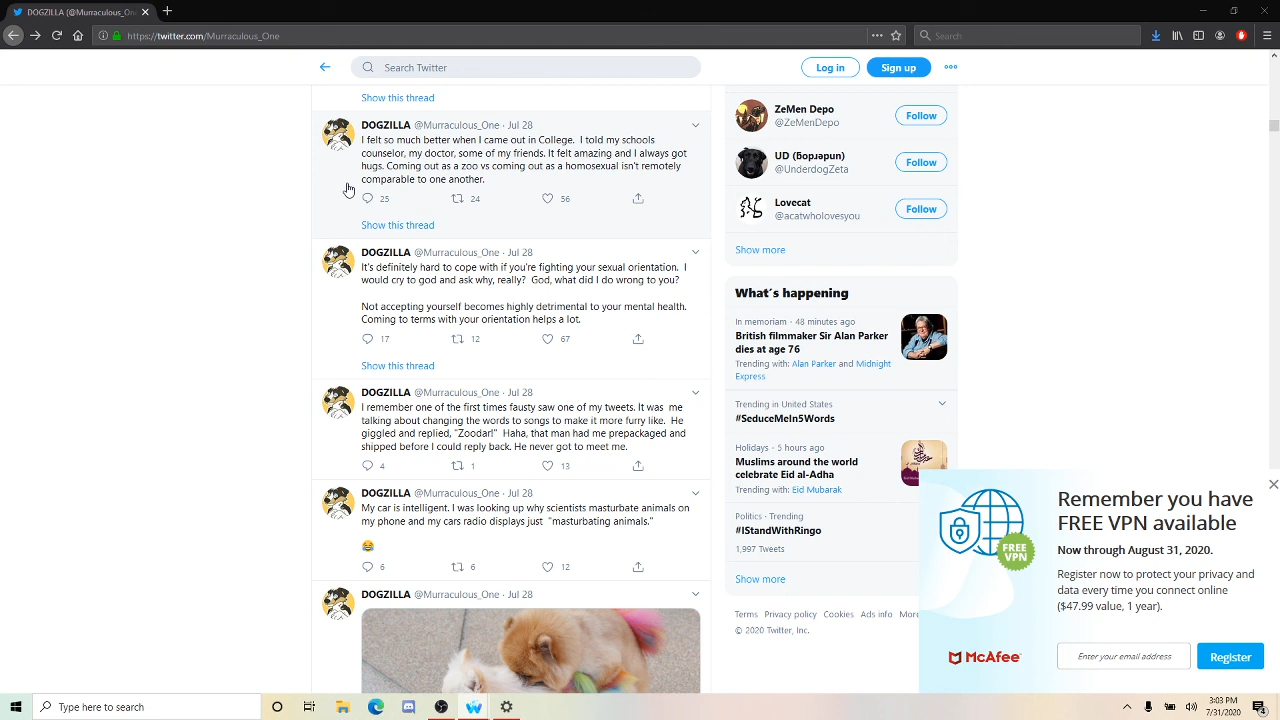 DOGZILLA (@Murraculous_One
https://twitter.com/Murraculous_One
Search
Search Twitter
Log in
Sign up
Show this thread
DOGZILLA @Murraculous_One · Jul 28
I felt so much better when I came out in College. I told my schools
counselor, my doctor, some of my friends. It felt amazing and I always got
hugs. Coming out as a zoo vs coming out as a homosexual isn't remotely
comparable to one another.
25 24 56
Show this thread
DOGZILLA @Murraculous_One · Jul 28
It's definitely hard to cope with if you're fighting your sexual orientation. I
would cry to god and ask why, really? God, what did I do wrong to you?
Not accepting yourself becomes highly detrimental to your mental health.
Coming to terms with your orientation helps a lot.
17 12 67
Show this thread
DOGZILLA @Murraculous_One · Jul 28
I remember one of the first times fausty saw one of my tweets. It was me
talking about changing the words to songs to make it more furry like. He
giggled and replied, "Zoodar!" Haha, that man had me prepackaged and
shipped before I could reply back. He never got to meet me.
4 1 13
DOGZILLA @Murraculous_One · Jul 28
My car is intelligent. I was looking up why scientists masturbate animals on
my phone and my cars radio displays just "masturbating animals."
😂
6 6 12
DOGZILLA @Murraculous_One · Jul 28
ZeMen Depo
@ZeMenDepo
Follow
UD (ƃopɹǝpun)
@UnderdogZeta
Follow
Lovecat
@acatwholovesyou
Follow
Show more
What's happening
In memoriam · 48 minutes ago
British filmmaker Sir Alan Parker
dies at age 76
Trending with: Alan Parker and Midnight
Express
Trending in United States
#SeduceMeIn5Words
Holidays · 5 hours ago
Muslims around the world
celebrate Eid al-Adha
Trending with: Eid Mubarak
Politics · Trending
#IStandWithRingo
1,997 Tweets
Show more
Terms Privacy policy Cookies Ads info More
© 2020 Twitter, Inc.
Remember you have
FREE VPN available
FREE
VPN
Now through August 31, 2020.
Register now to protect your privacy and
data every time you connect online
($47.99 value, 1 year).
McAfee
Enter your email address
Register
Type here to search
3:03 PM
7/31/2020
4